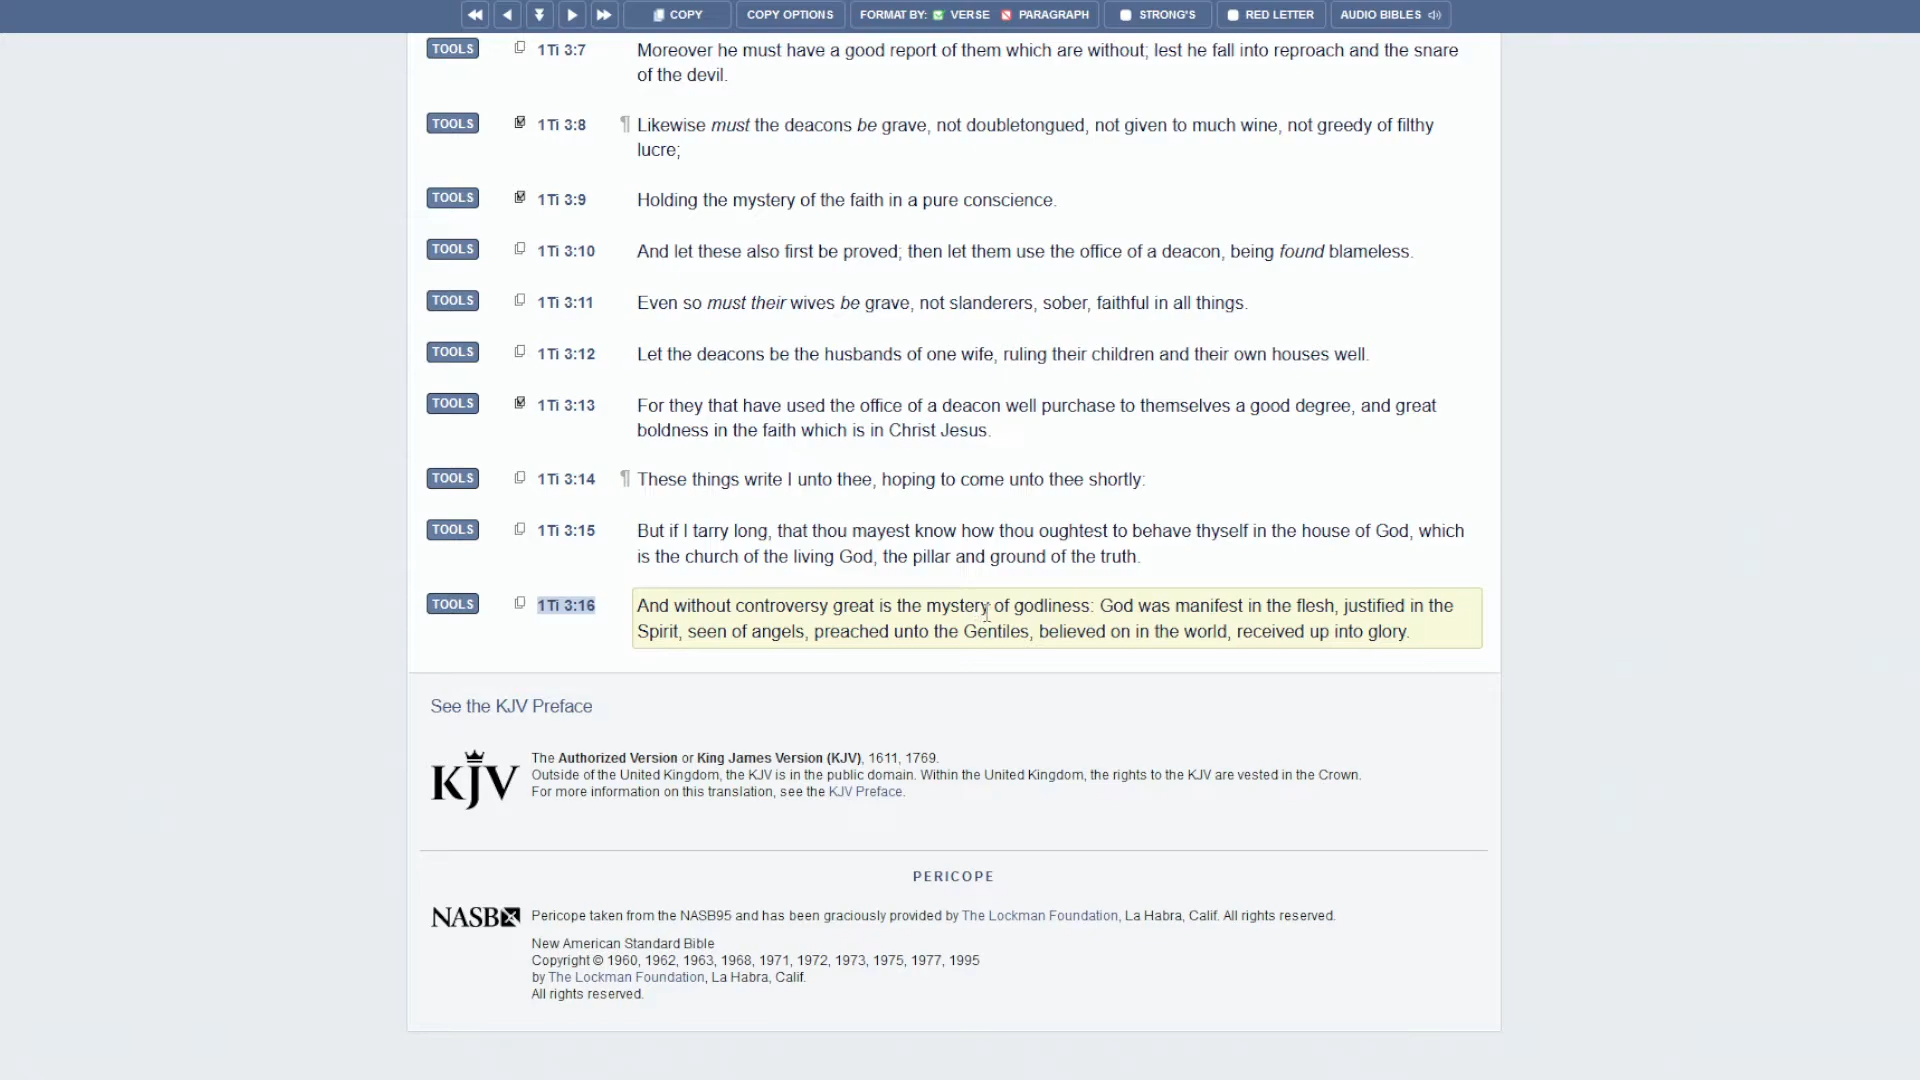 COPY COPY OPTIONS FORMAT BY: VERSE PARAGRAPH STRONG'S RED LETTER AUDIO BIBLES
TOOLS 1Ti 3:7 Moreover he must have a good report of them which are without; lest he fall into reproach and the snare
of the devil.
TOOLS 1Ti 3:8 ¶ Likewise must the deacons be grave, not doubletongued, not given to much wine, not greedy of filthy
lucre;
TOOLS 1Ti 3:9 Holding the mystery of the faith in a pure conscience.
TOOLS 1Ti 3:10 And let these also first be proved; then let them use the office of a deacon, being found blameless.
TOOLS 1Ti 3:11 Even so must their wives be grave, not slanderers, sober, faithful in all things.
TOOLS 1Ti 3:12 Let the deacons be the husbands of one wife, ruling their children and their own houses well.
TOOLS 1Ti 3:13 For they that have used the office of a deacon well purchase to themselves a good degree, and great
boldness in the faith which is in Christ Jesus.
TOOLS 1Ti 3:14 ¶ These things write I unto thee, hoping to come unto thee shortly:
TOOLS 1Ti 3:15 But if I tarry long, that thou mayest know how thou oughtest to behave thyself in the house of God, which
is the church of the living God, the pillar and ground of the truth.
TOOLS 1Ti 3:16 And without controversy great is the mystery of godliness: God was manifest in the flesh, justified in the
Spirit, seen of angels, preached unto the Gentiles, believed on in the world, received up into glory.
See the KJV Preface
KJV
The Authorized Version or King James Version (KJV), 1611, 1769.
Outside of the United Kingdom, the KJV is in the public domain. Within the United Kingdom, the rights to the KJV are vested in the Crown.
For more information on this translation, see the KJV Preface.
PERICOPE
NASB Pericope taken from the NASB95 and has been graciously provided by The Lockman Foundation, La Habra, Calif. All rights reserved.
New American Standard Bible
Copyright © 1960, 1962, 1963, 1968, 1971, 1972, 1973, 1975, 1977, 1995
by The Lockman Foundation, La Habra, Calif.
All rights reserved.